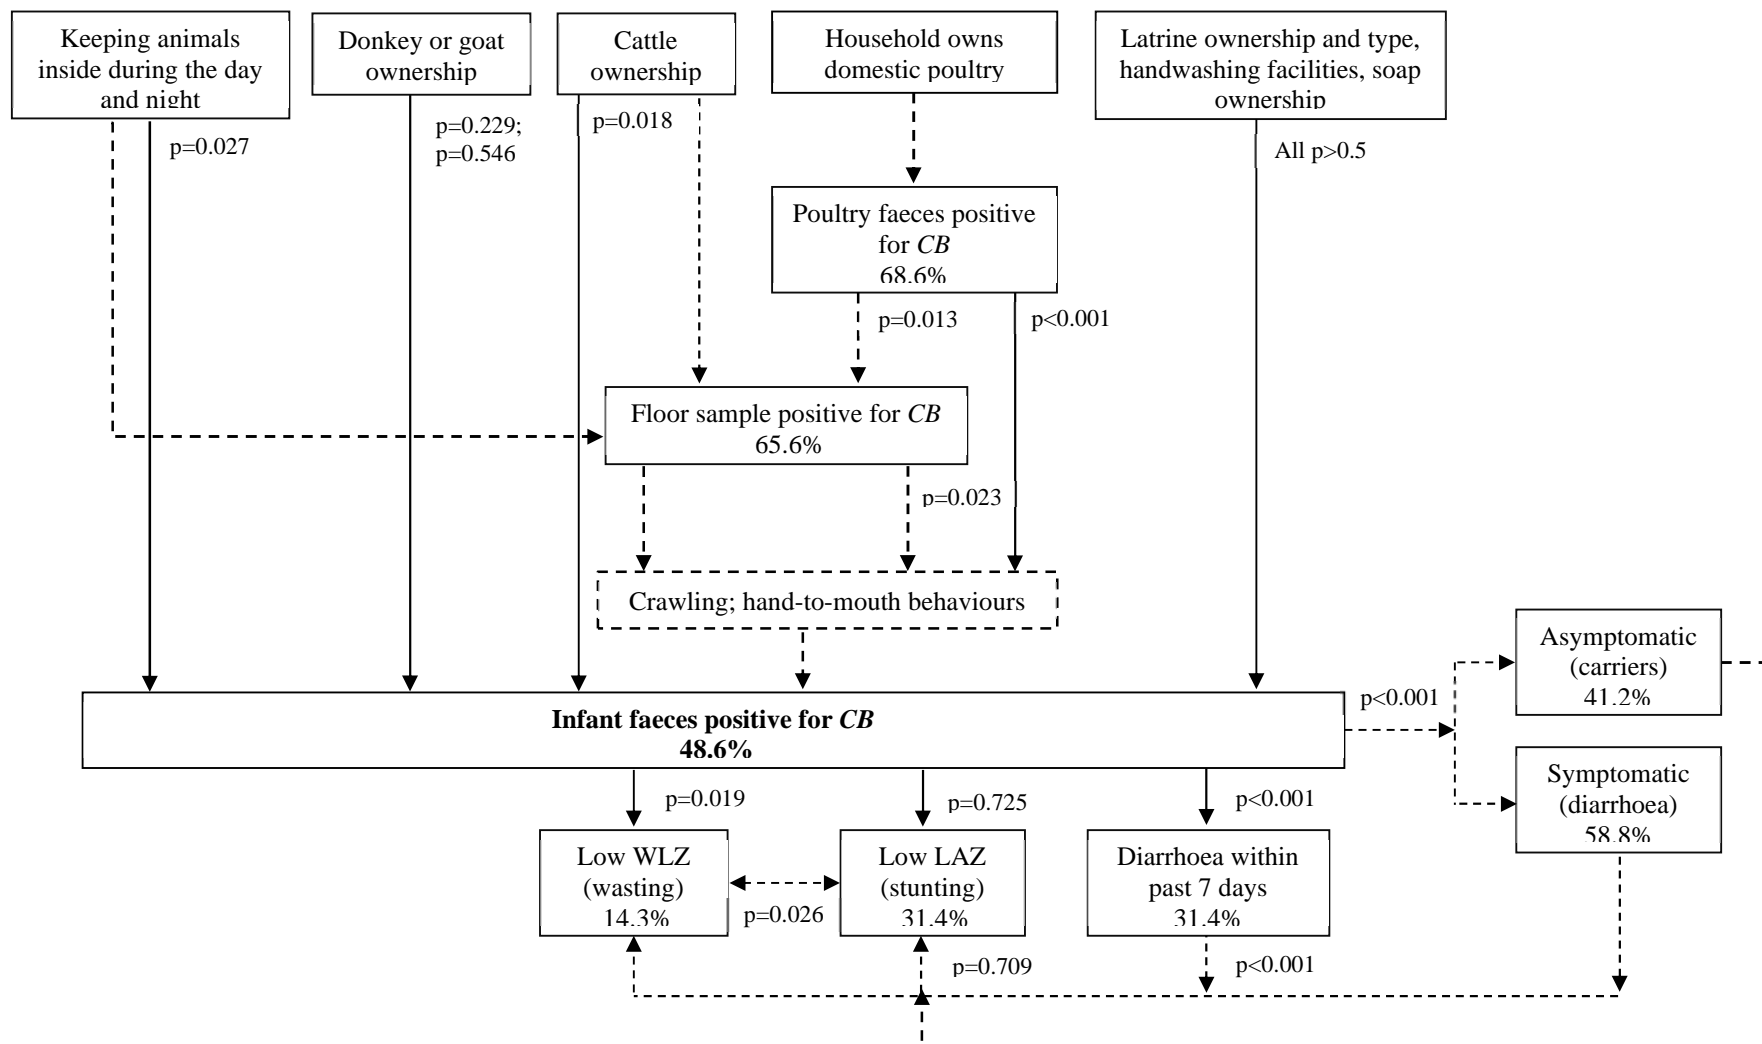 Keeping animals
inside during the day
and night
Donkey or goat
ownership
Cattle
ownership
Household owns
domestic poultry
Latrine ownership and type,
handwashing facilities, soap
ownership
p=0.027
p=0.229;
p=0.546
p=0.018
All p>0.5
Poultry faeces positive
for CB
68.6%
p=0.013
p<0.001
Floor sample positive for CB
65.6%
p=0.023
Crawling; hand-to-mouth behaviours
Asymptomatic
(carriers)
41.2%
p<0.001
Infant faeces positive for CB
48.6%
Symptomatic
(diarrhoea)
58.8%
p=0.019
p=0.725
p<0.001
Low WLZ
(wasting)
14.3%
p=0.026
Low LAZ
(stunting)
31.4%
Diarrhoea within
past 7 days
31.4%
p=0.709
p<0.001